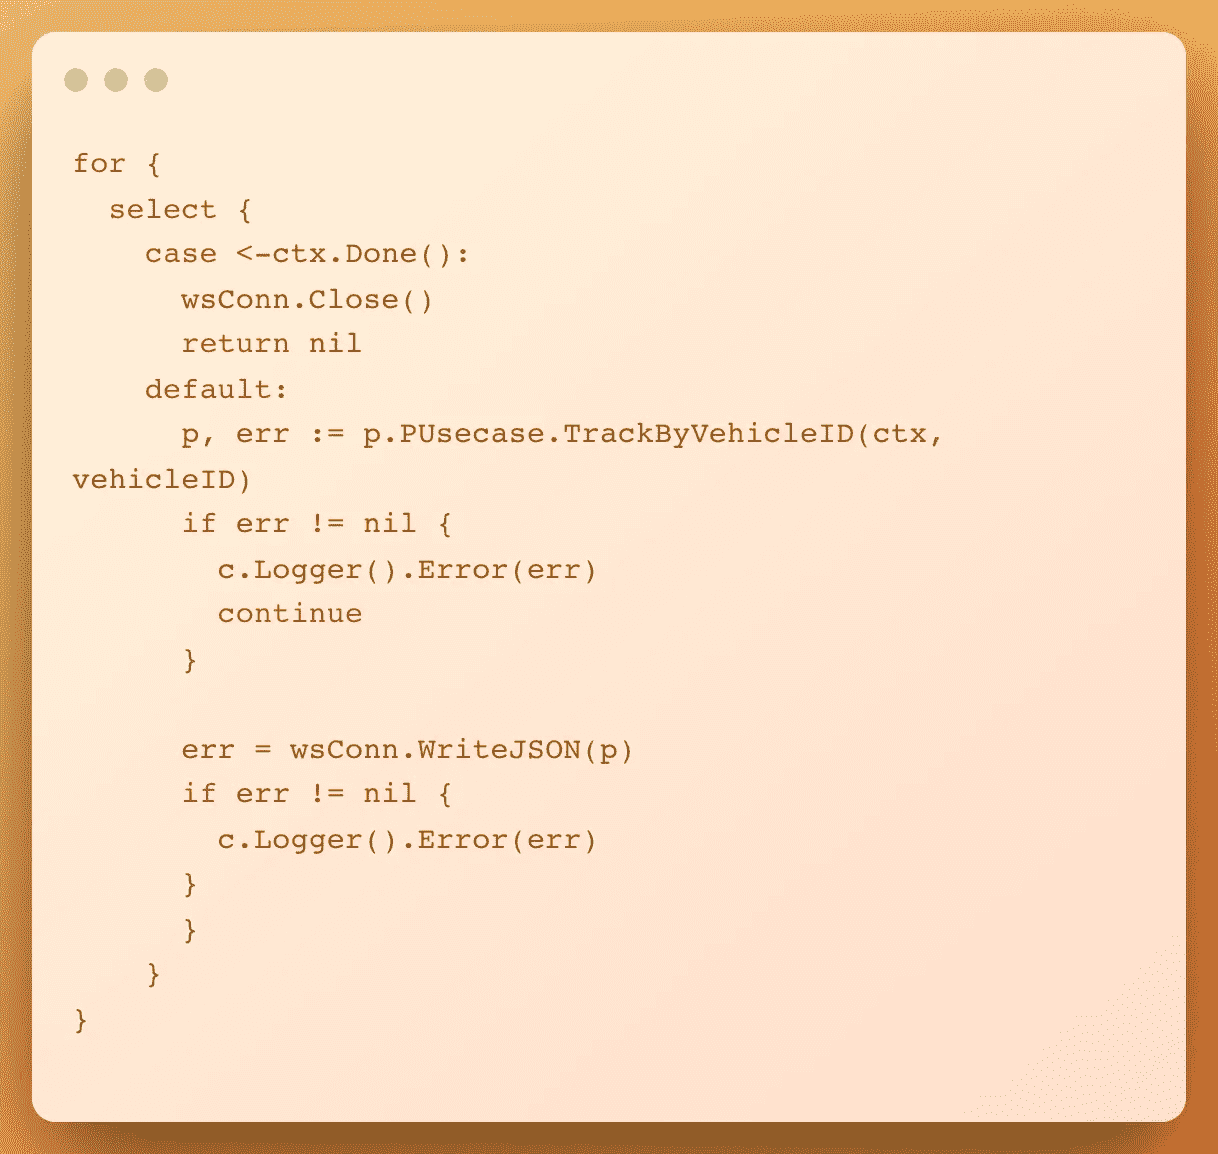 for {
  select {
    case <-ctx.Done():
      wsConn.Close()
      return nil
    default:
      p, err := p.PUsecase.TrackByVehicleID(ctx,
vehicleID)
      if err != nil {
        c.Logger().Error(err)
        continue
      }

      err = wsConn.WriteJSON(p)
      if err != nil {
        c.Logger().Error(err)
      }
      }
    }
}